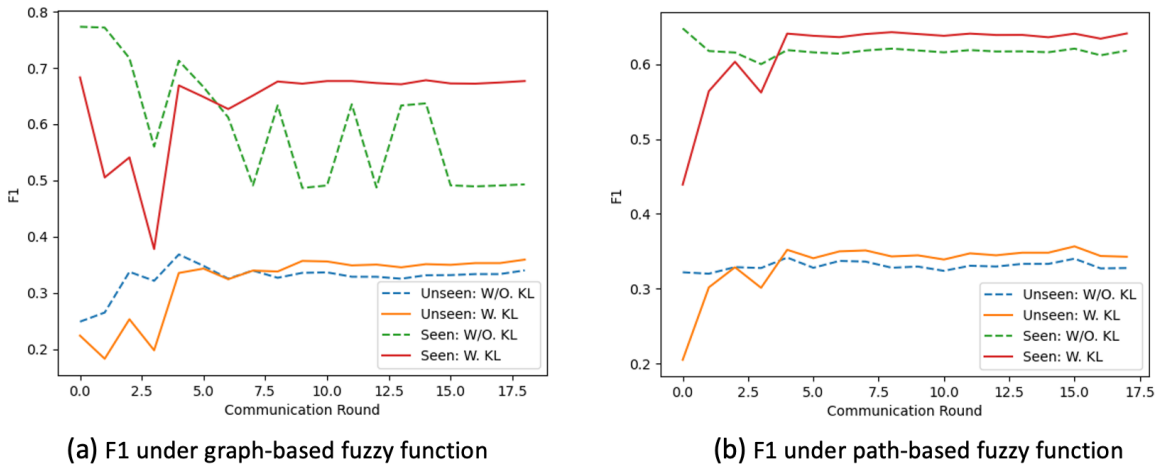 0.8
0.7
0.6
0.5
0.4
0.3
0.2
F1
0.0 2.5 5.0 7.5 10.0 12.5 15.0 17.5
Communication Round
Unseen: W/O. KL
Unseen: W. KL
Seen: W/O. KL
Seen: W. KL
(a) F1 under graph-based fuzzy function
0.6
0.5
0.4
0.3
0.2
F1
0.0 2.5 5.0 7.5 10.0 12.5 15.0 17.5
Communication Round
Unseen: W/O. KL
Unseen: W. KL
Seen: W/O. KL
Seen: W. KL
(b) F1 under path-based fuzzy function